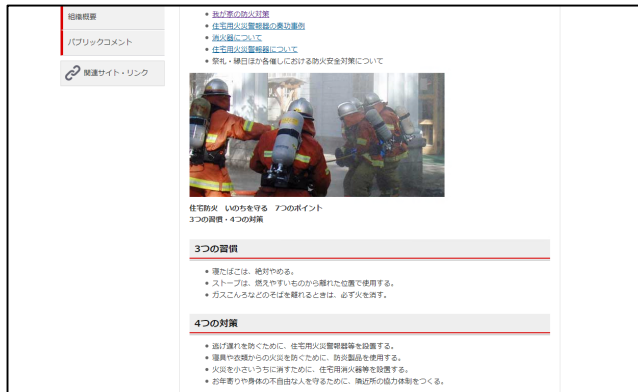 組織概要
パブリックコメント
関連サイト・リンク
我が家の防火対策
住宅用火災警報器の奏功事例
消火器について
住宅用火災警報器について
祭礼・縁日ほか各催しにおける防火安全対策について
住宅防火　いのちを守る　7つのポイント
3つの習慣・4つの対策
3つの習慣
寝たばこは、絶対やめる。
ストーブは、燃えやすいものから離れた位置で使用する。
ガスこんろなどのそばを離れるときは、必ず火を消す。
4つの対策
逃げ遅れを防ぐために、住宅用火災警報器等を設置する。
寝具や衣類からの火災を防ぐために、防炎製品を使用する。
火災を小さいうちに消すために、住宅用消火器等を設置する。
お年寄りや身体の不自由な人を守るために、隣近所の協力体制をつくる。